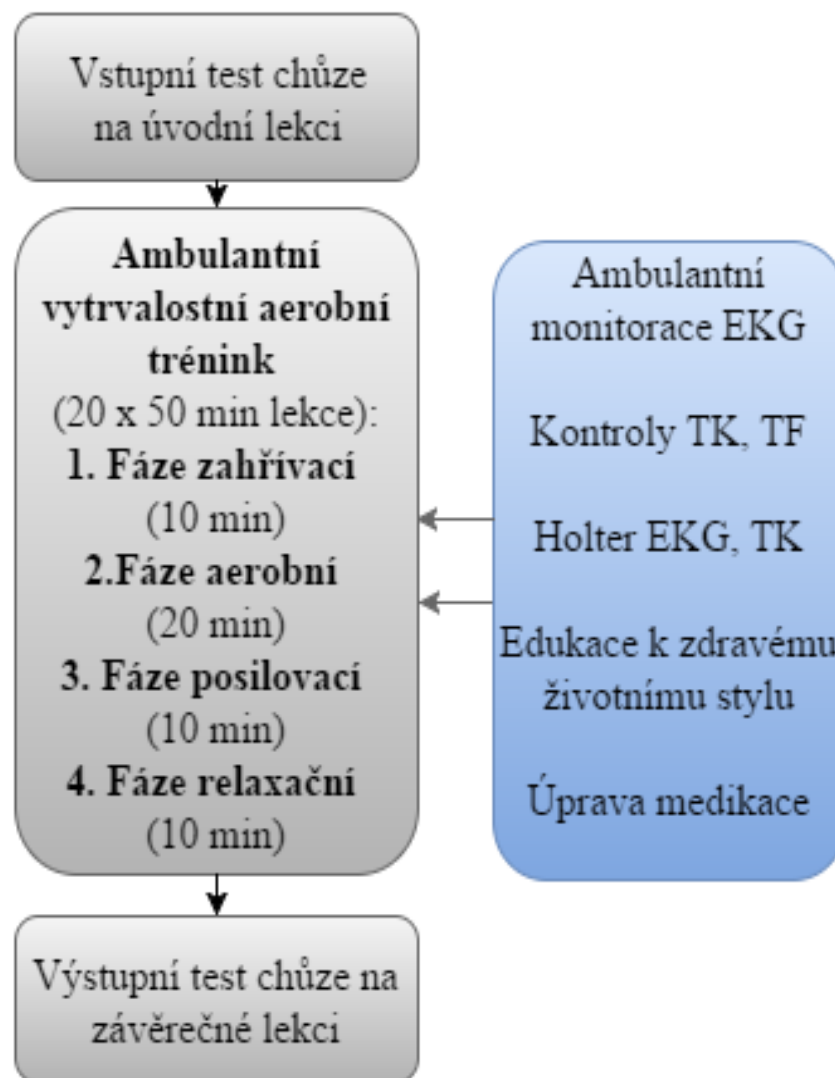 Vstupní test chůze
na úvodní lekci
Ambulantní
vytrvalostní aerobní
trénink
(20 x 50 min lekce):
1. Fáze zahřívací
(10 min)
2.Fáze aerobní
(20 min)
3. Fáze posilovací
(10 min)
4. Fáze relaxační
(10 min)
Ambulantní
monitorace EKG
Kontroly TK, TF
Holter EKG, TK
Edukace k zdravému
životnímu stylu
Úprava medikace
Výstupní test chůze na
závěrečné lekci